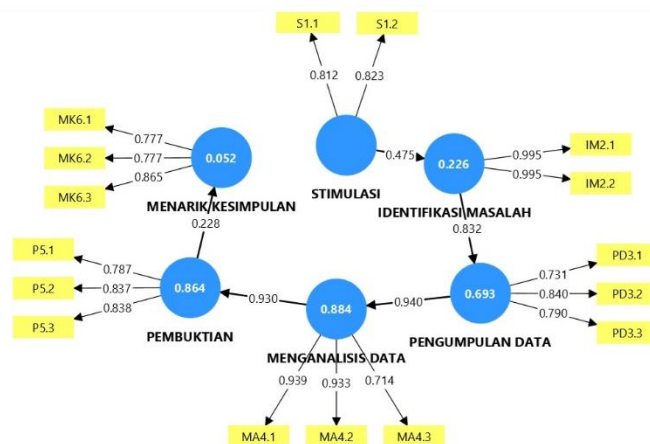 S1.1
S1.2
0.812
0.823
STIMULASI
0.475
0.226
IDENTIFIKASI MASALAH
0.995
0.995
IM2.1
IM2.2
0.832
0.693
PENGUMPULAN DATA
0.731
0.840
0.790
PD3.1
PD3.2
PD3.3
0.940
0.884
MENGANALISIS DATA
0.939
0.933
0.714
MA4.1
MA4.2
MA4.3
0.930
0.864
PEMBUKTIAN
0.787
0.837
0.838
P5.1
P5.2
P5.3
0.228
0.052
MENARIK KESIMPULAN
0.777
0.777
0.865
MK6.1
MK6.2
MK6.3